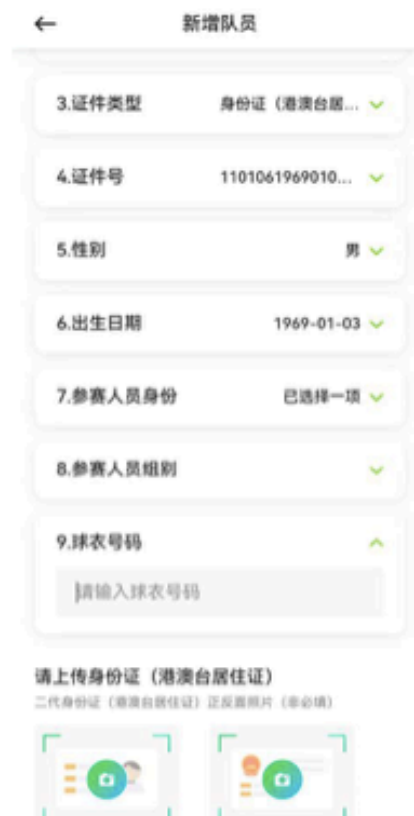 新增队员
3.证件类型 身份证（港澳台居...
4.证件号 1101061969010...
5.性别 男
6.出生日期 1969-01-03
7.参赛人员身份 已选择一项
8.参赛人员组别
9.球衣号码
请输入球衣号码
请上传身份证（港澳台居住证）
二代身份证（港澳台居住证）正反面照片（非必填）